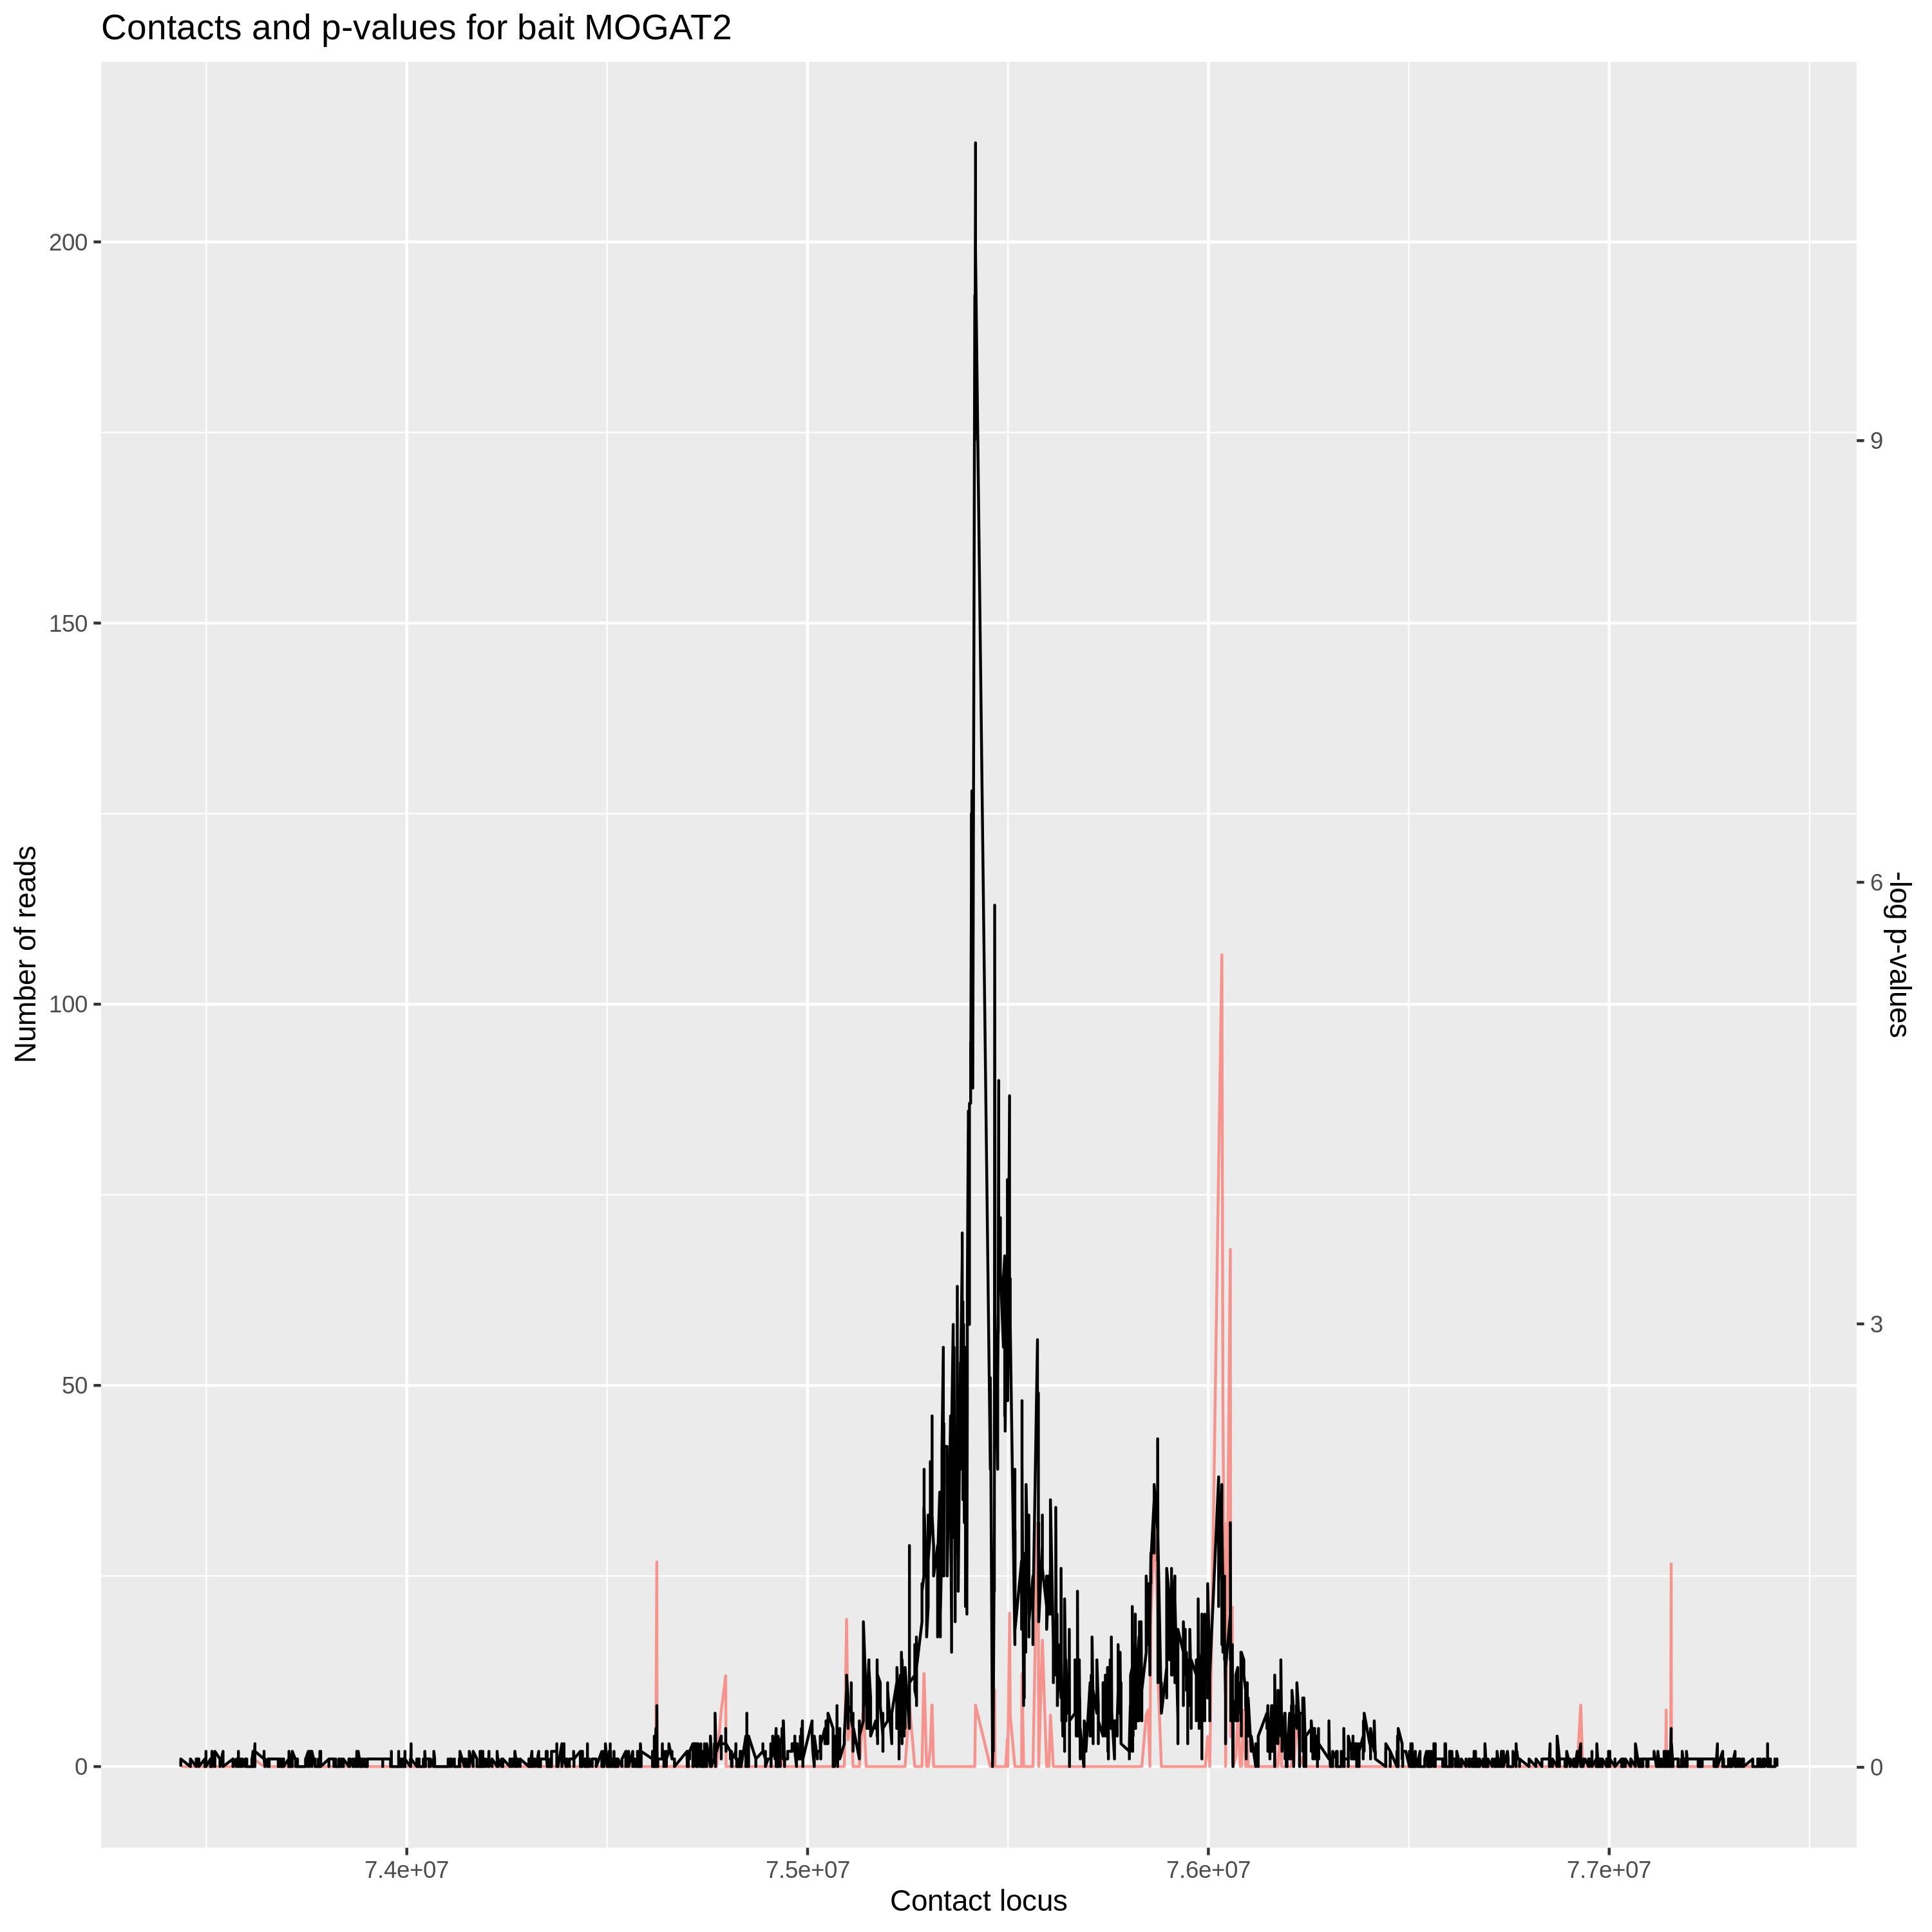 Contacts and p-values for bait MOGAT2
Number of reads
200
150
100
50
0
9
6
3
0
-log p-values
7.4e+07
7.5e+07
7.6e+07
7.7e+07
Contact locus